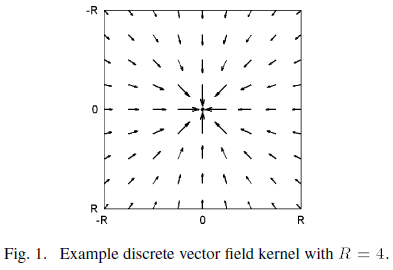 -R
0
R
-R
0
R
Fig. 1. Example discrete vector field kernel with R = 4.